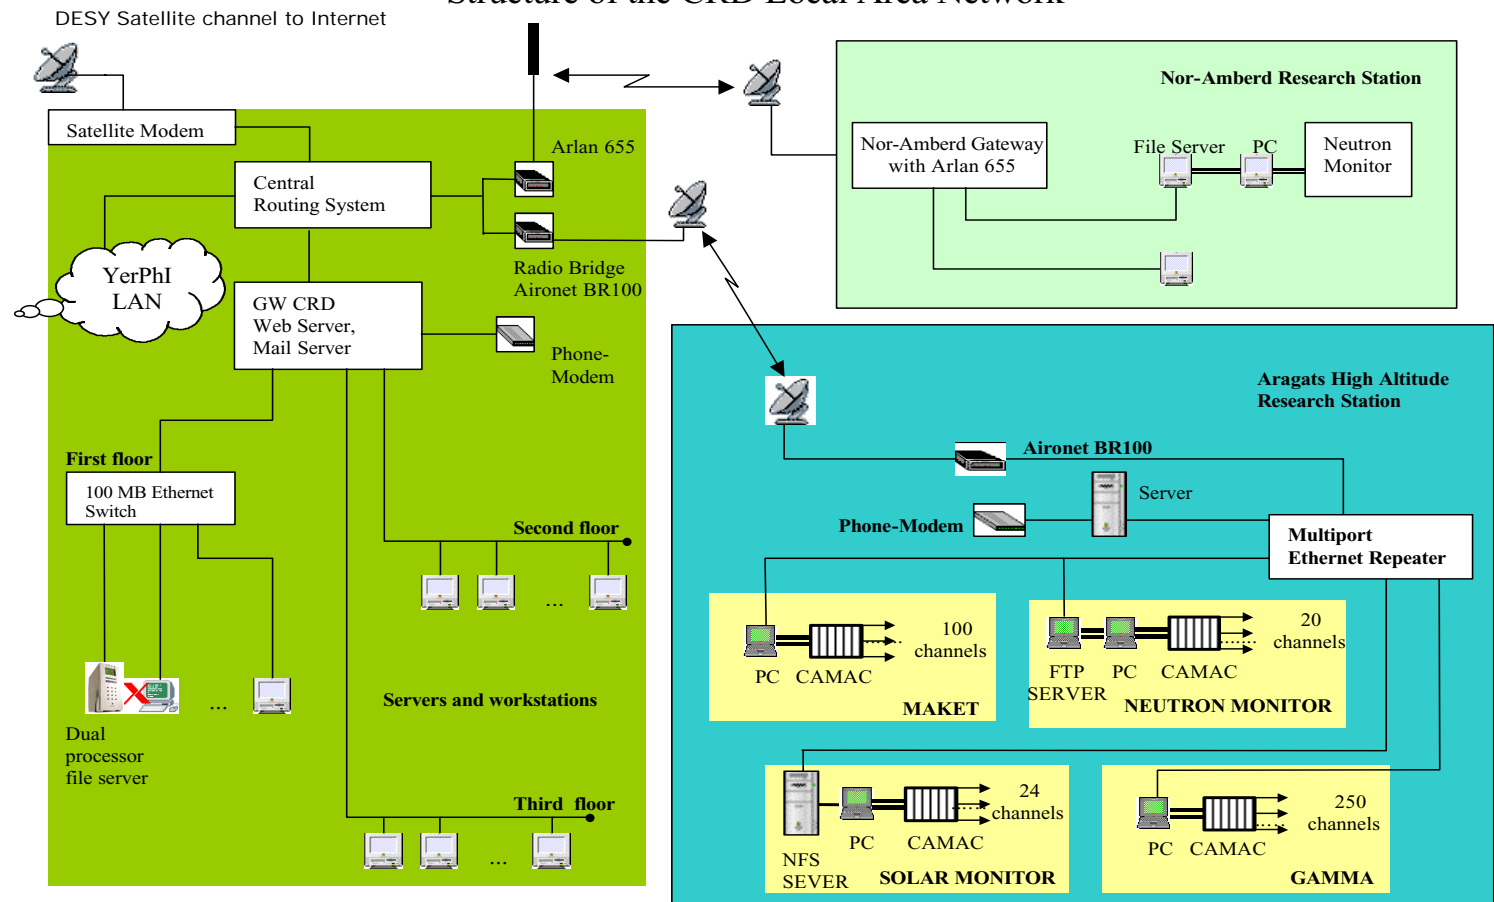 Structure of the CRD Local Area Network
DESY Satellite channel to Internet
Satellite Modem
Central
Routing System
Arlan 655
YerPhI
LAN
Radio Bridge
Aironet BR100
GW CRD
Web Server,
Mail Server
Phone-
Modem
First floor
100 MB Ethernet
Switch
Second floor
...
...
Dual
processor
file server
Servers and workstations
Third floor
...
Nor-Amberd Research Station
Nor-Amberd Gateway
with Arlan 655
File Server
PC
Neutron
Monitor
Aragats High Altitude
Research Station
Aironet BR100
Server
Phone-Modem
Multiport
Ethernet Repeater
100
channels
PC
CAMAC
MAKET
20
channels
FTP
SERVER
PC
CAMAC
NEUTRON MONITOR
24
channels
PC
CAMAC
NFS
SEVER
SOLAR MONITOR
250
channels
PC
CAMAC
GAMMA